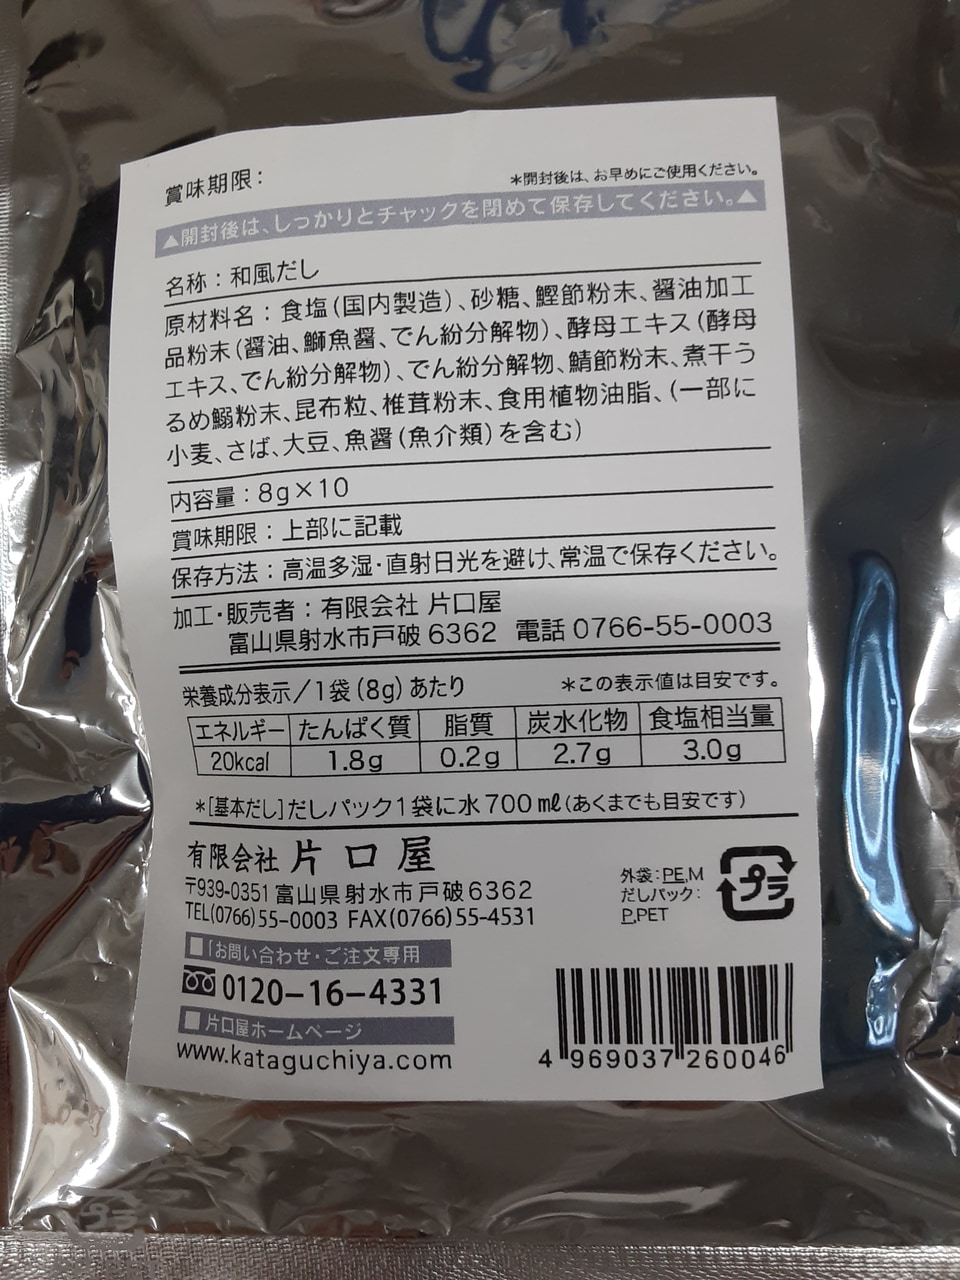 賞味期限：
＊開封後は、お早めにご使用ください。
▲開封後は、しっかりとチャックを閉めて保存してください。▲
名称：和風だし
原材料名：食塩(国内製造)、砂糖、鰹節粉末、醤油加工
品粉末(醤油、鰤魚醤、でん紛分解物)、酵母エキス(酵母
エキス、でん紛分解物)、でん紛分解物、鯖節粉末、煮干う
るめ鰯粉末、昆布粒、椎茸粉末、食用植物油脂、(一部に
小麦、さば、大豆、魚醤(魚介類)を含む)
内容量：8g×10
賞味期限：上部に記載
保存方法：高温多湿・直射日光を避け、常温で保存ください。
加工・販売者：有限会社 片口屋
富山県射水市戸破 6362 電話 0766-55-0003
栄養成分表示／1袋(8g)あたり ＊この表示値は目安です。
エネルギー たんぱく質 脂質 炭水化物 食塩相当量
20kcal 1.8g 0.2g 2.7g 3.0g
＊[基本だし]だしパック1袋に水700㎖(あくまでも目安です)
有限会社 片口屋
〒939-0351 富山県射水市戸破6362
TEL(0766)55-0003 FAX(0766)55-4531
外袋：PE,M
だしパック：
P,PET
プラ
■「お問い合わせ・ご注文専用
0120-16-4331
■片口屋ホームページ
www.kataguchiya.com
4 969037 260046
プラ